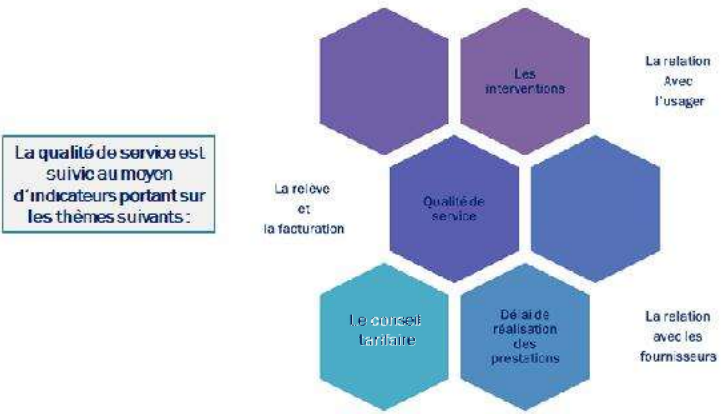 Les
interventions
La relation
Avec
l'usager
La qualité de service est
suivie au moyen
d'indicateurs portant sur
les thèmes suivants :
La relève
et
la facturation
Qualité de
service
Le conseil
tarifaire
Délai de
réalisation
des
prestations
La relation
avec les
fournisseurs